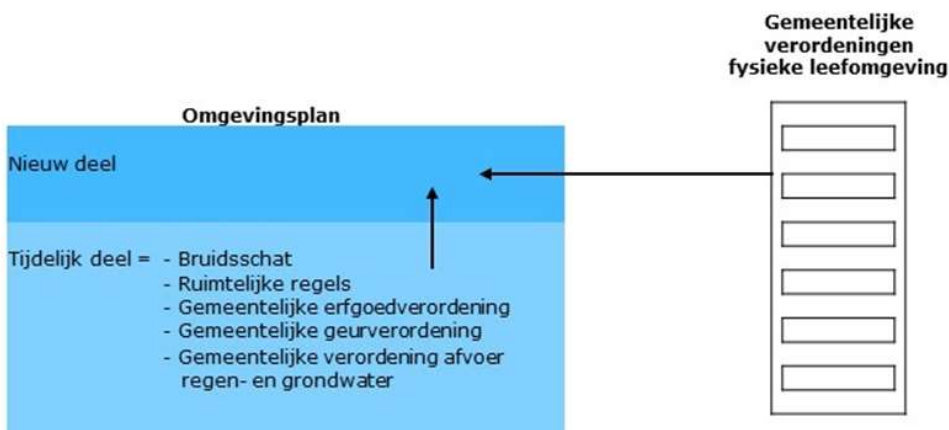 Gemeentelijke
verordeningen
fysieke leefomgeving
Omgevingsplan
Nieuw deel
Tijdelijk deel = - Bruidsschat
- Ruimtelijke regels
- Gemeentelijke erfgoedverordening
- Gemeentelijke geurverordening
- Gemeentelijke verordening afvoer
regen- en grondwater